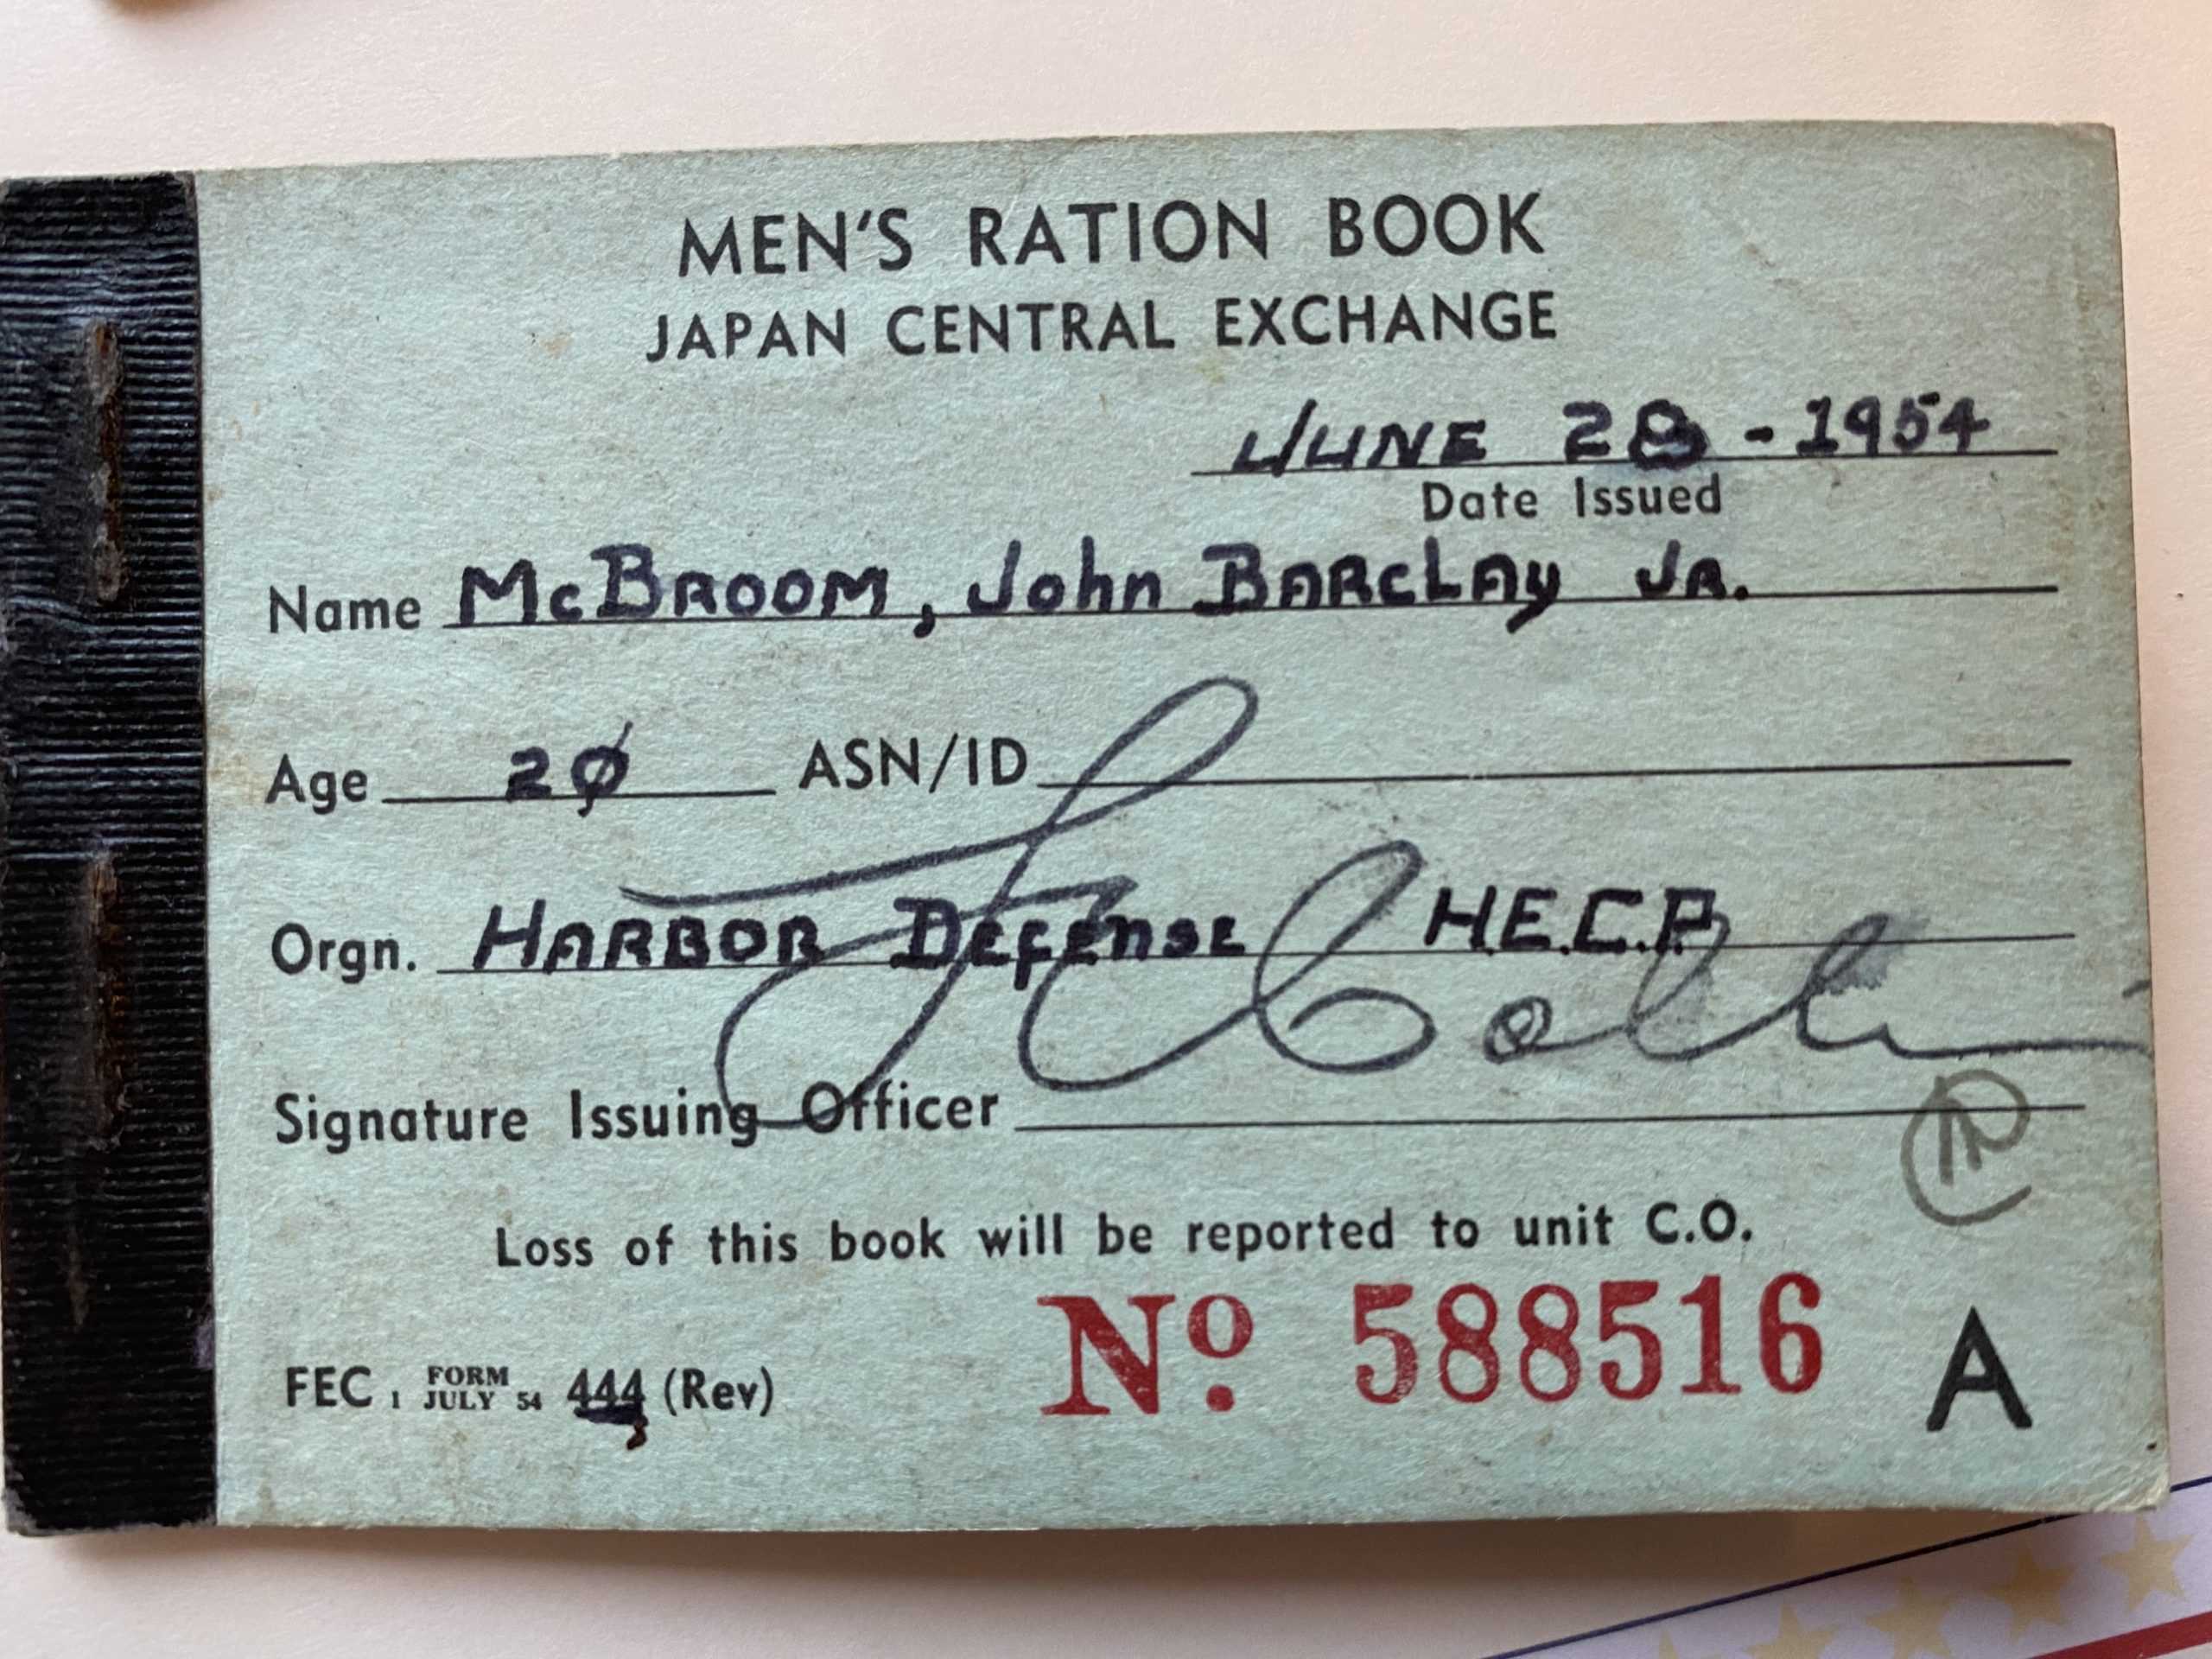 MEN'S RATION BOOK
JAPAN CENTRAL EXCHANGE
JUNE 28 - 1954
Date Issued
Name McBROOM, John BARCLAy JR.
Age 20 ASN/ID
Orgn. HARBOR DEFENSE H.E.C.P.
Signature Issuing Officer
Loss of this book will be reported to unit C.O.
FEC FORM 444 (Rev)
1 JULY 54
Nº 588516 A